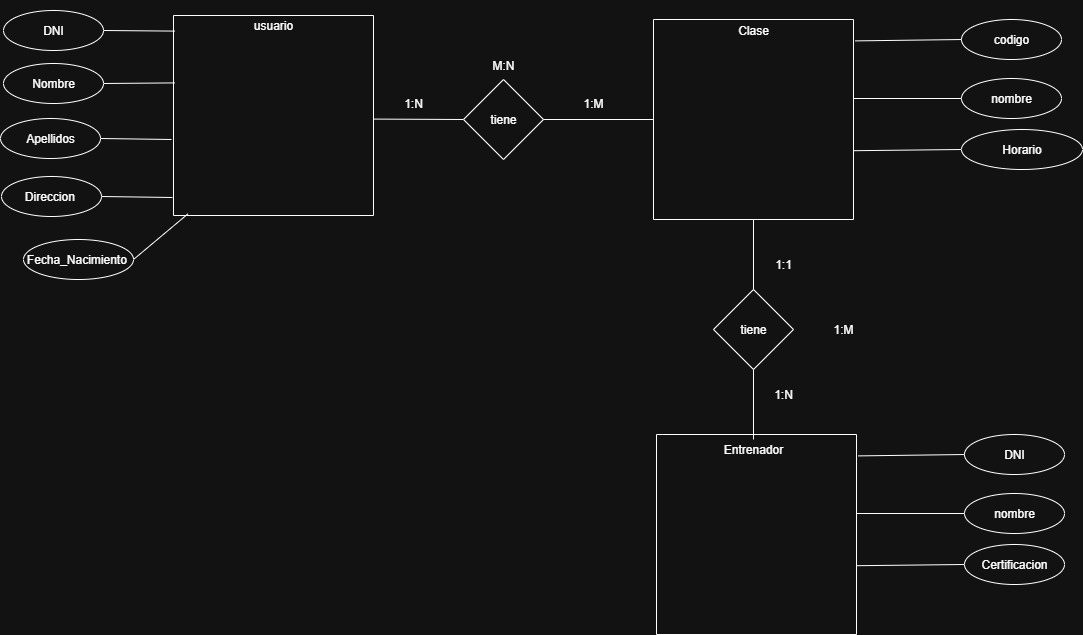 usuario
DNI
Nombre
Apellidos
Direccion
Fecha_Nacimiento
M:N
1:N
tiene
1:M
Clase
codigo
nombre
Horario
1:1
tiene
1:M
1:N
Entrenador
DNI
nombre
Certificacion